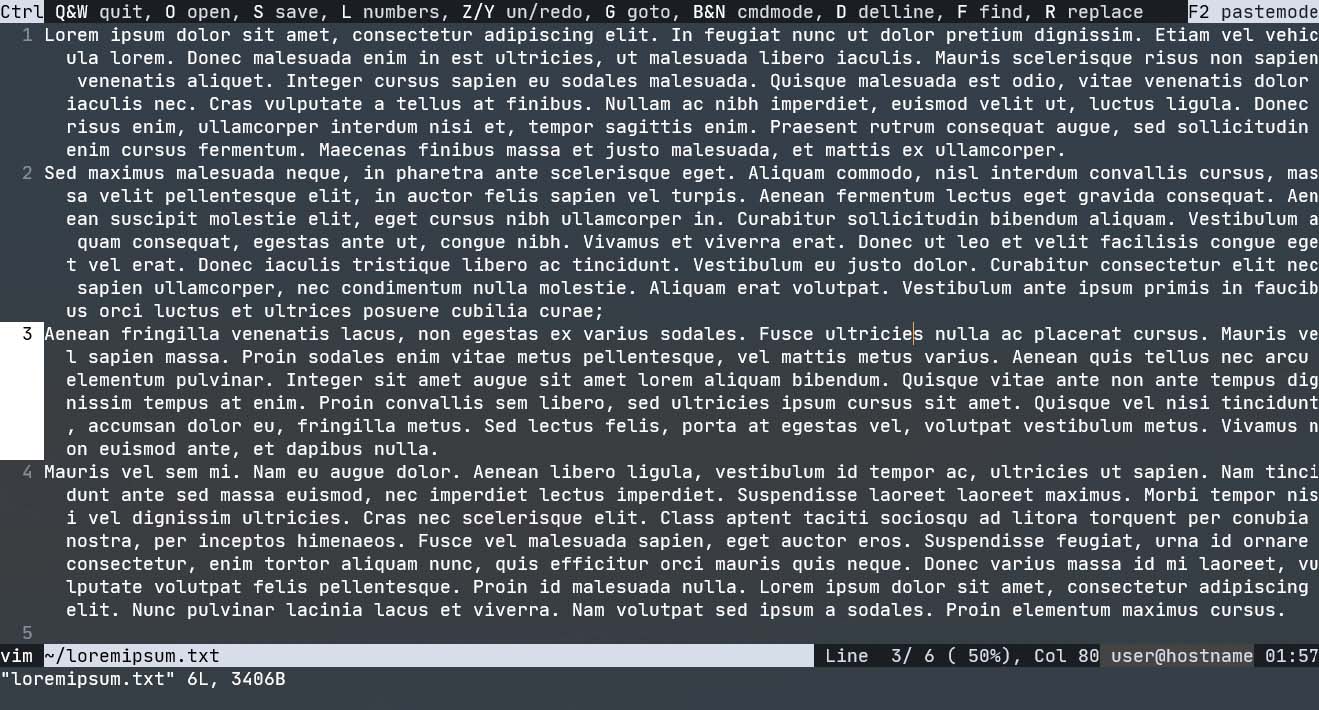 Ctrl Q&W quit, O open, S save, L numbers, Z/Y un/redo, G goto, B&N cmdmode, D delline, F find, R replace F2 pastemode
1 Lorem ipsum dolor sit amet, consectetur adipiscing elit. In feugiat nunc ut dolor pretium dignissim. Etiam vel vehic
ula lorem. Donec malesuada enim in est ultricies, ut malesuada libero iaculis. Mauris scelerisque risus non sapien
venenatis aliquet. Integer cursus sapien eu sodales malesuada. Quisque malesuada est odio, vitae venenatis dolor
iaculis nec. Cras vulputate a tellus at finibus. Nullam ac nibh imperdiet, euismod velit ut, luctus ligula. Donec
risus enim, ullamcorper interdum nisi et, tempor sagittis enim. Praesent rutrum consequat augue, sed sollicitudin
enim cursus fermentum. Maecenas finibus massa et justo malesuada, et mattis ex ullamcorper.
2 Sed maximus malesuada neque, in pharetra ante scelerisque eget. Aliquam commodo, nisl interdum convallis cursus, mas
sa velit pellentesque elit, in auctor felis sapien vel turpis. Aenean fermentum lectus eget gravida consequat. Aen
ean suscipit molestie elit, eget cursus nibh ullamcorper in. Curabitur sollicitudin bibendum aliquam. Vestibulum a
quam consequat, egestas ante ut, congue nibh. Vivamus et viverra erat. Donec ut leo et velit facilisis congue ege
t vel erat. Donec iaculis tristique libero ac tincidunt. Vestibulum eu justo dolor. Curabitur consectetur elit nec
sapien ullamcorper, nec condimentum nulla molestie. Aliquam erat volutpat. Vestibulum ante ipsum primis in faucib
us orci luctus et ultrices posuere cubilia curae;
3 Aenean fringilla venenatis lacus, non egestas ex varius sodales. Fusce ultricies nulla ac placerat cursus. Mauris ve
l sapien massa. Proin sodales enim vitae metus pellentesque, vel mattis metus varius. Aenean quis tellus nec arcu
elementum pulvinar. Integer sit amet augue sit amet lorem aliquam bibendum. Quisque vitae ante non ante tempus dig
nissim tempus at enim. Proin convallis sem libero, sed ultricies ipsum cursus sit amet. Quisque vel nisi tincidunt
, accumsan dolor eu, fringilla metus. Sed lectus felis, porta at egestas vel, volutpat vestibulum metus. Vivamus n
on euismod ante, et dapibus nulla.
4 Mauris vel sem mi. Nam eu augue dolor. Aenean libero ligula, vestibulum id tempor ac, ultricies ut sapien. Nam tinci
dunt ante sed massa euismod, nec imperdiet lectus imperdiet. Suspendisse laoreet laoreet maximus. Morbi tempor nis
i vel dignissim ultricies. Cras nec scelerisque elit. Class aptent taciti sociosqu ad litora torquent per conubia
nostra, per inceptos himenaeos. Fusce vel malesuada sapien, eget auctor eros. Suspendisse feugiat, urna id ornare
consectetur, enim tortor aliquam nunc, quis efficitur orci mauris quis neque. Donec varius massa id mi laoreet, vu
lputate volutpat felis pellentesque. Proin id malesuada nulla. Lorem ipsum dolor sit amet, consectetur adipiscing
elit. Nunc pulvinar lacinia lacus et viverra. Nam volutpat sed ipsum a sodales. Proin elementum maximus cursus.
5
vim ~/loremipsum.txt Line 3/ 6 ( 50%), Col 80 user@hostname 01:57
"loremipsum.txt" 6L, 3406B